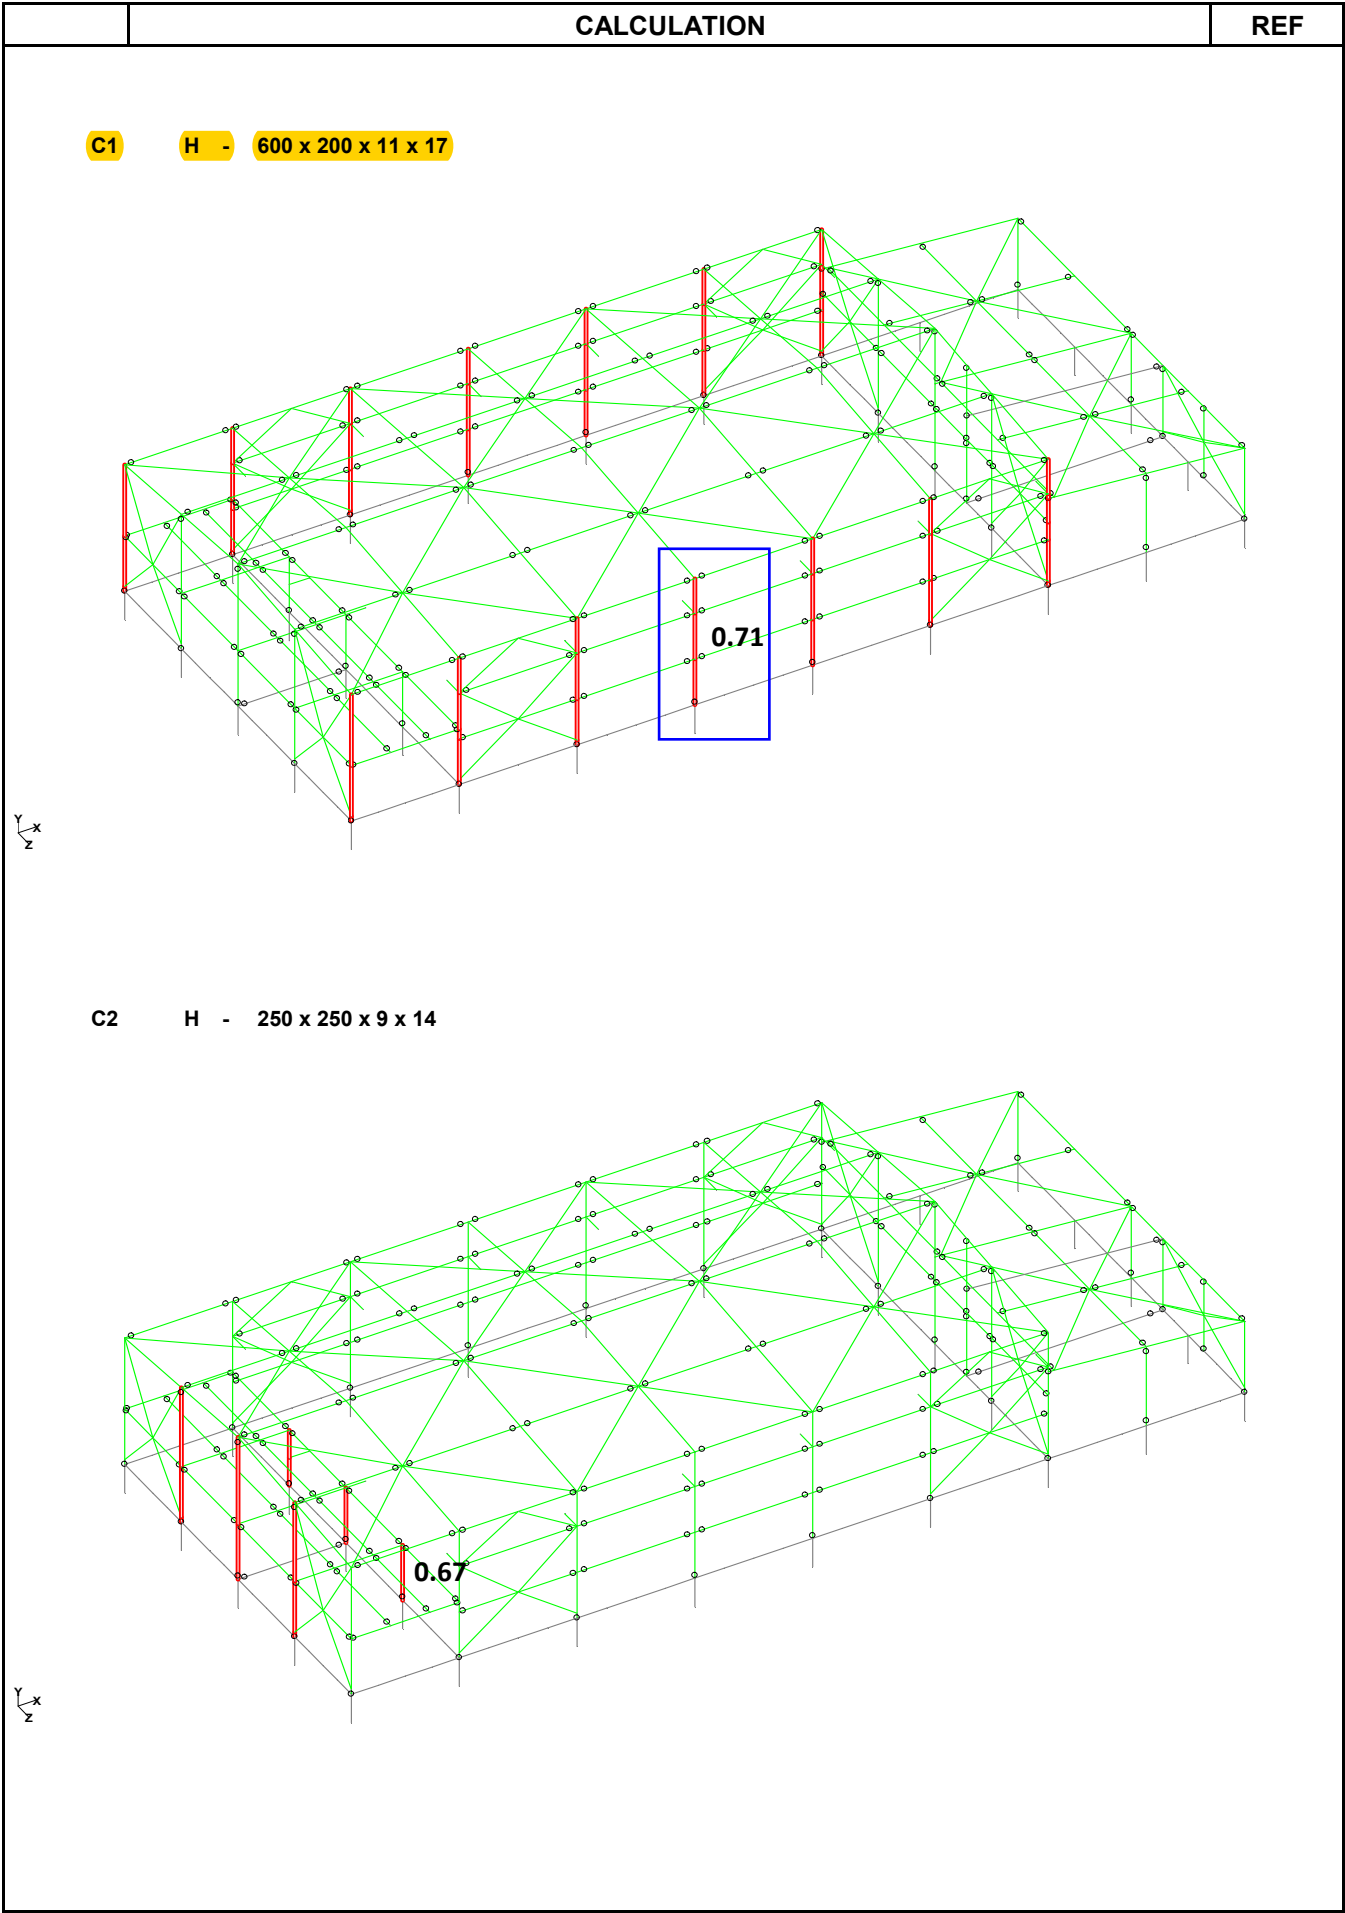 CALCULATION REF
C1 H - 600 x 200 x 11 x 17
0.71
Y
X
Z
C2 H - 250 x 250 x 9 x 14
0.67
Y
X
Z